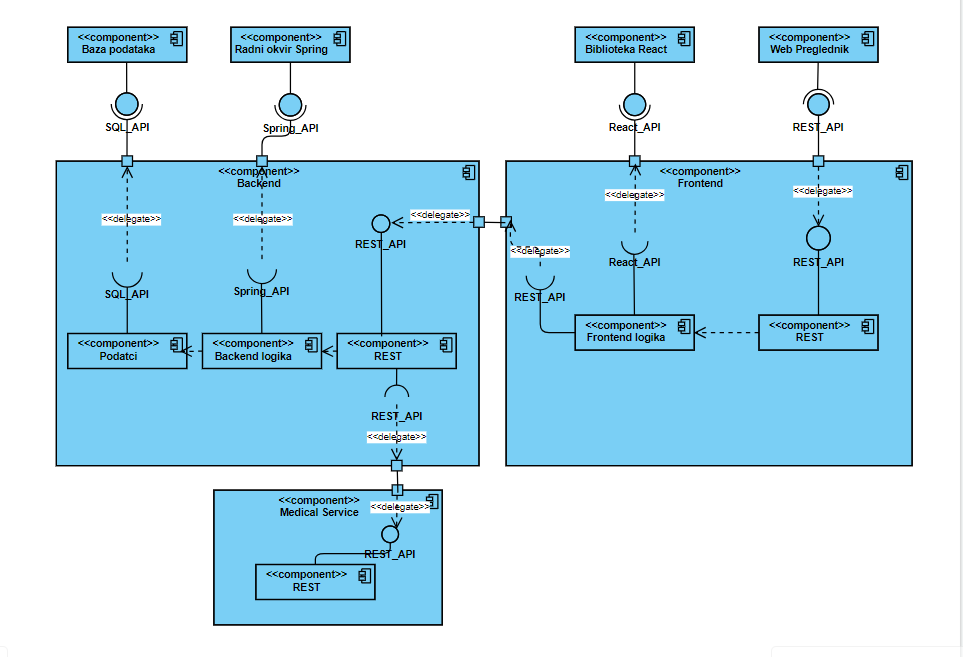 <<component>>
Baza podataka
<<component>>
Radni okvir Spring
<<component>>
Biblioteka React
<<component>>
Web Preglednik
SQL_API
Spring_API
React_API
REST_API
<<component>>
Backend
<<component>>
Frontend
<<delegate>>
<<delegate>>
<<delegate>>
<<delegate>>
<<delegate>>
REST_API
<<delegate>>
React_API
REST_API
SQL_API
Spring_API
REST_API
<<component>>
Podatci
<<component>>
Backend logika
<<component>>
REST
<<component>>
Frontend logika
<<component>>
REST
REST_API
<<delegate>>
<<component>>
Medical Service
<<delegate>>
REST_API
<<component>>
REST